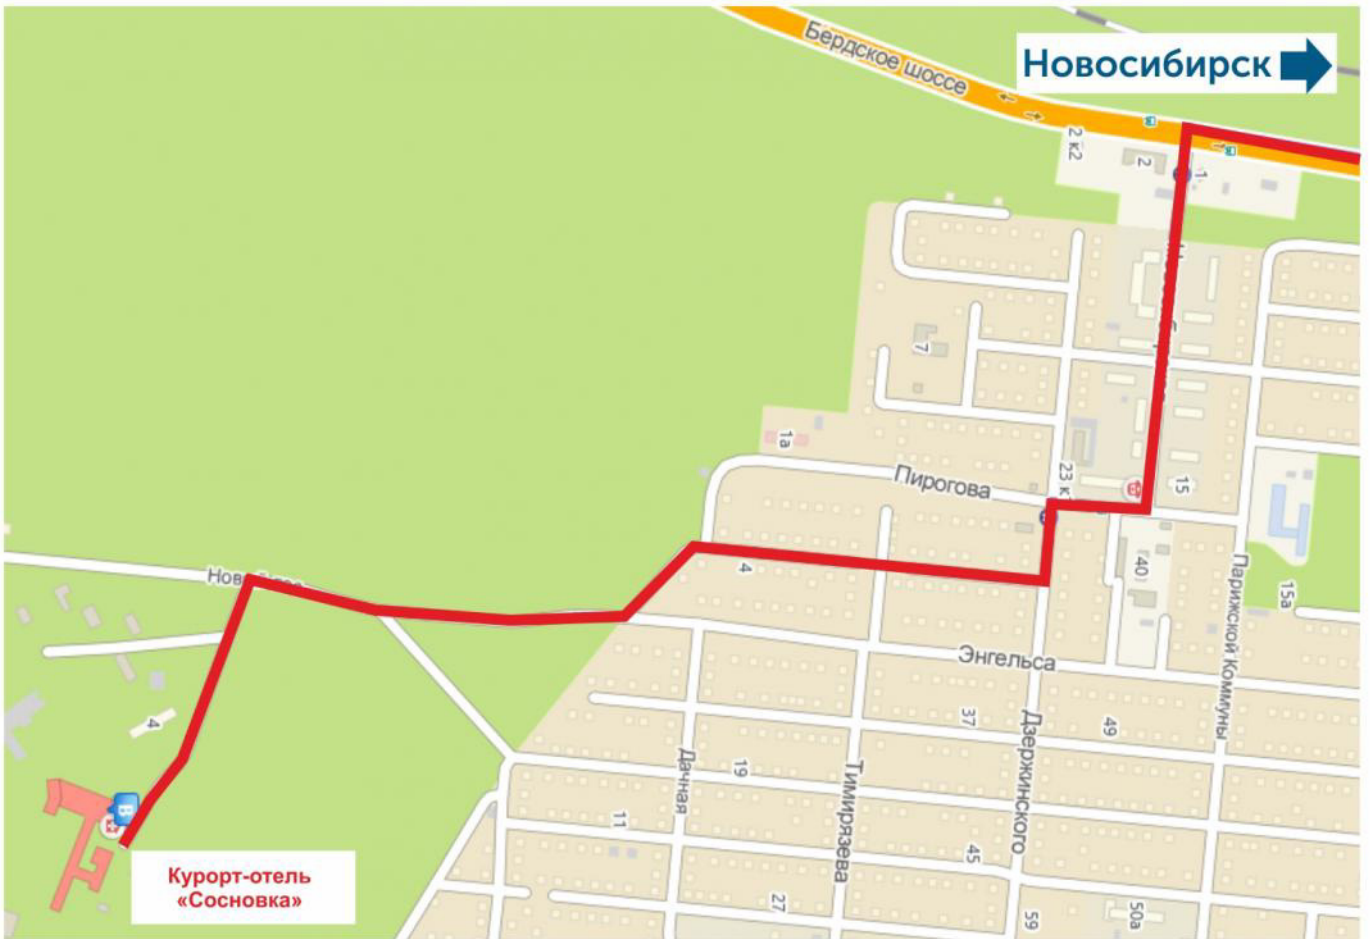 Бердское шоссе
Новосибирск
2 к2
2
1
7
1а
Пирогова
23 к
15
4
40
15а
Парижской Коммуны
Энгельса
37
49
Дзержинского
Дачная
19
Тимирязева
11
45
27
59
50а
4
В
Курорт-отель
«Сосновка»